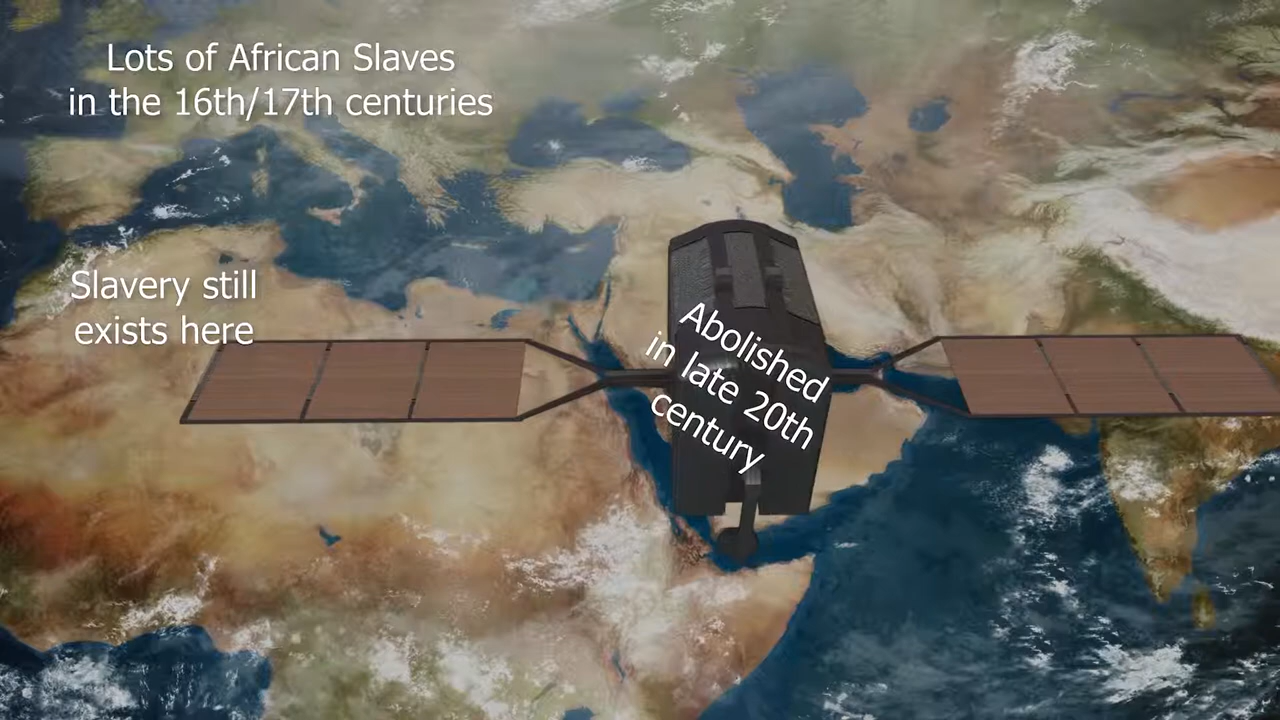 Lots of African Slaves
in the 16th/17th centuries
Slavery still
exists here
Abolished
in late 20th
century